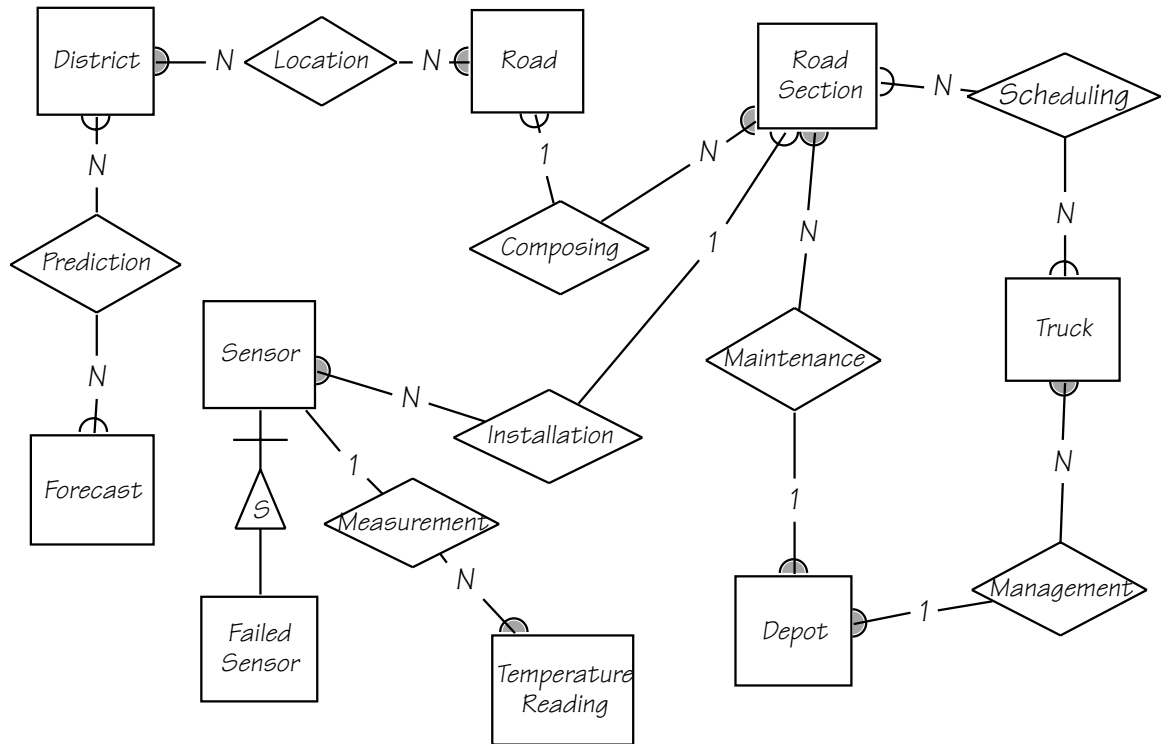 District
N
Location
N
Road
Road
Section
N
Scheduling
N
1
N
Prediction
Composing
1
N
N
Sensor
Truck
Maintenance
N
N
Installation
Forecast
1
N
S
1
Measurement
N
Management
1
Failed
Sensor
Depot
Temperature
Reading